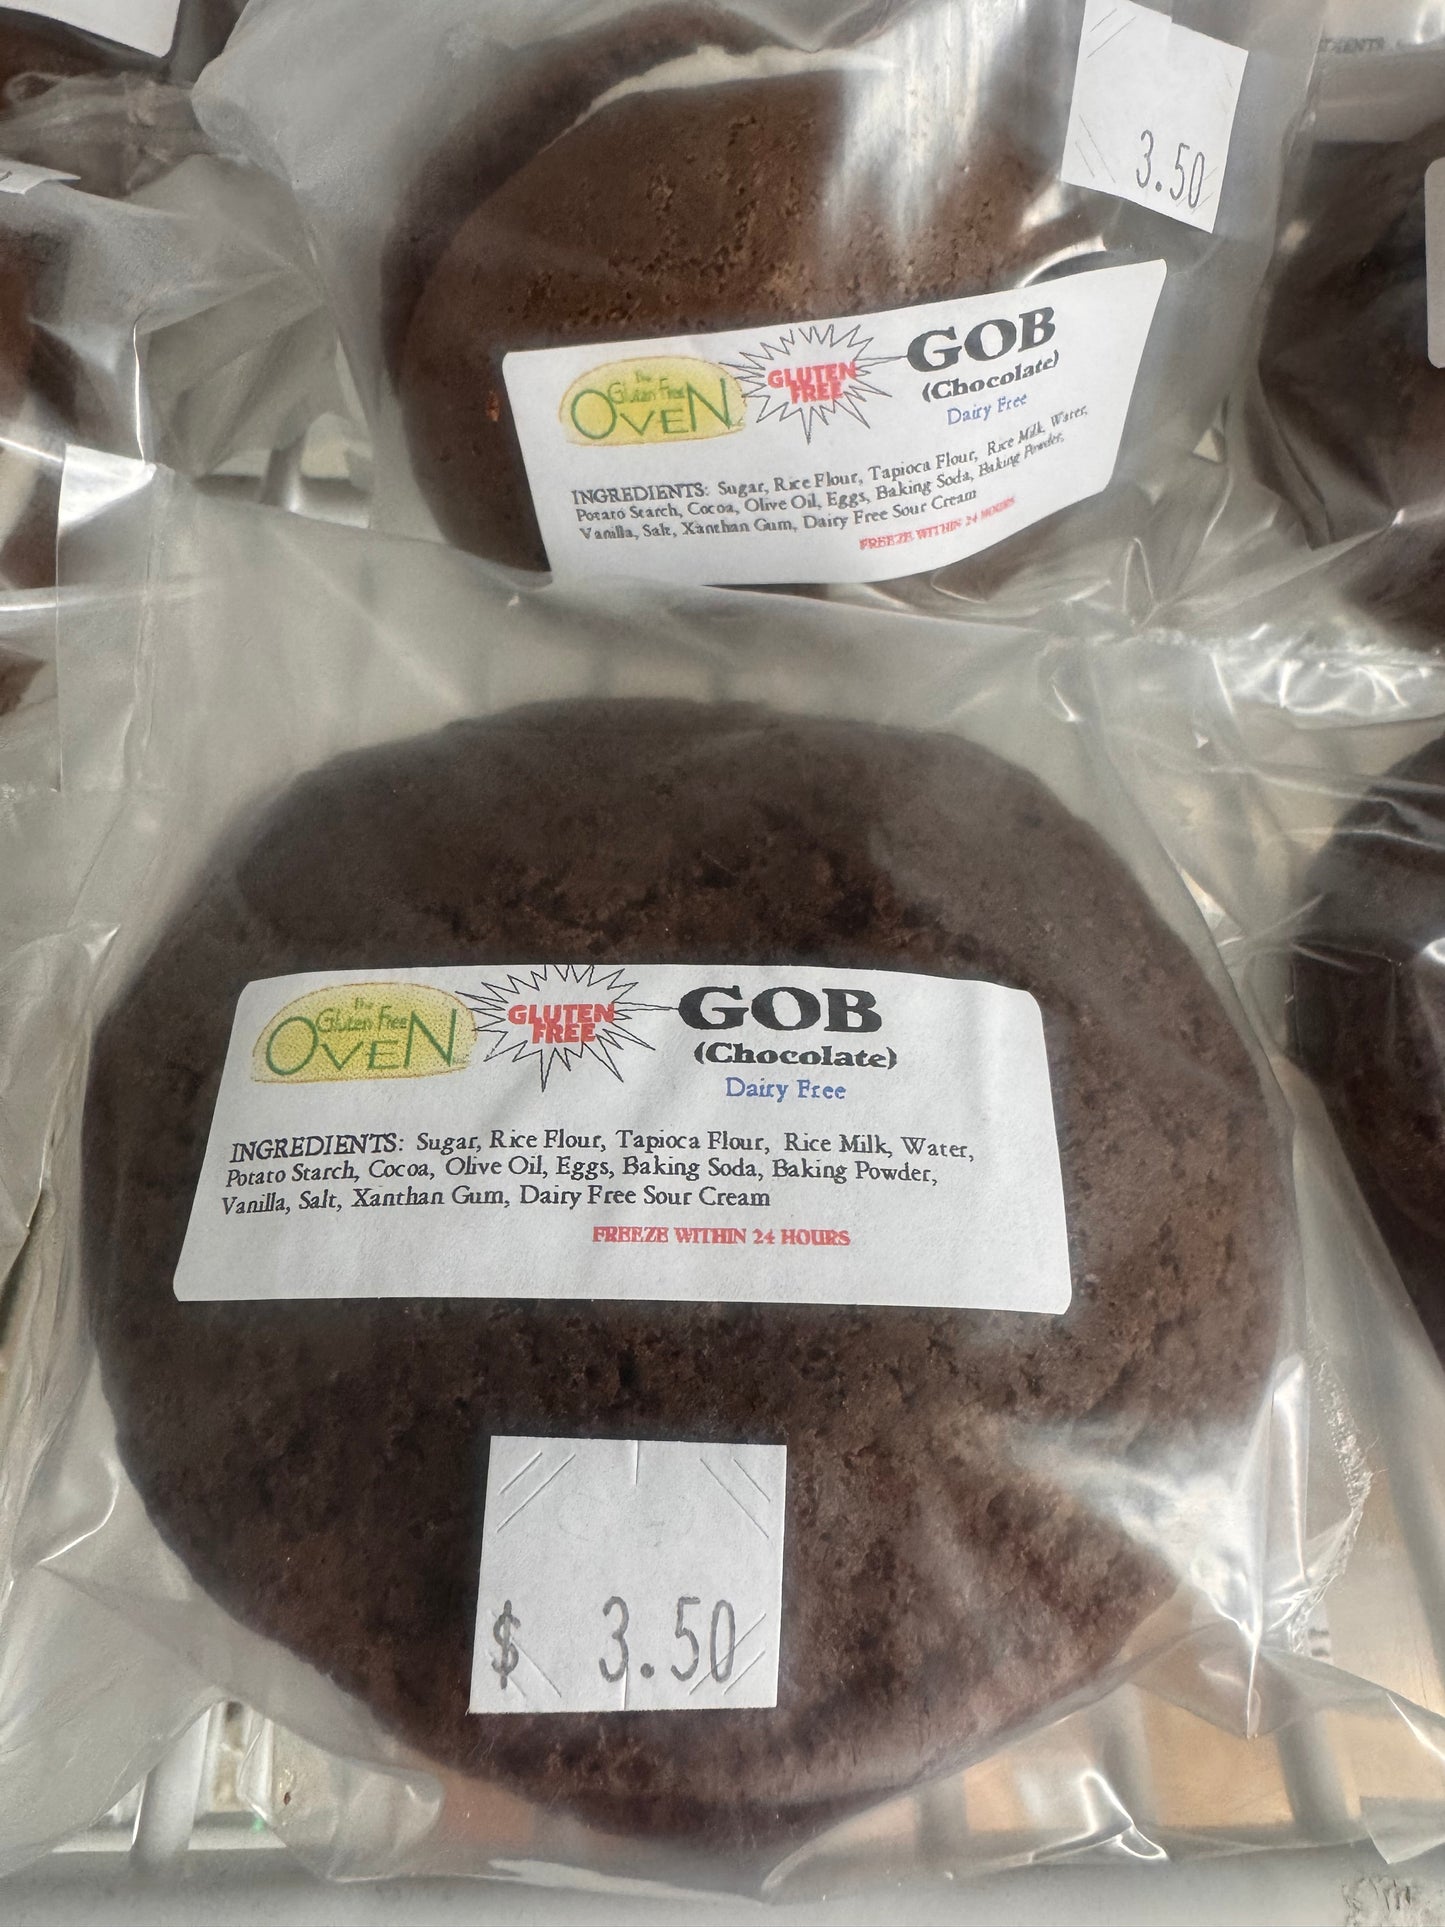 3.50
The
Gluten Free
OVEN
GLUTEN
FREE
GOB
(Chocolate)
Dairy Free
INGREDIENTS: Sugar, Rice Flour, Tapioca Flour, Rice Milk, Water,
Potato Starch, Cocoa, Olive Oil, Eggs, Baking Soda, Baking Powder,
Vanilla, Salt, Xanthan Gum, Dairy Free Sour Cream
FREEZE WITHIN 24 HOURS
The
Gluten Free
OVEN
GLUTEN
FREE
GOB
(Chocolate)
Dairy Free
INGREDIENTS: Sugar, Rice Flour, Tapioca Flour, Rice Milk, Water,
Potato Starch, Cocoa, Olive Oil, Eggs, Baking Soda, Baking Powder,
Vanilla, Salt, Xanthan Gum, Dairy Free Sour Cream
FREEZE WITHIN 24 HOURS
$ 3.50